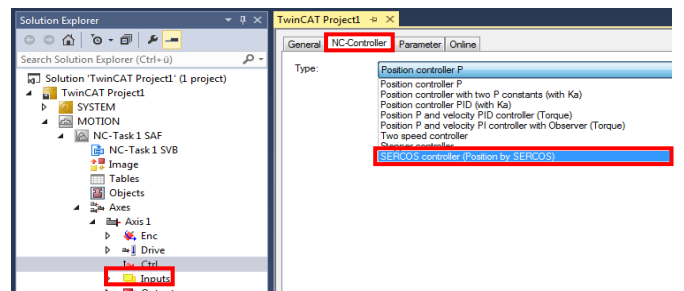 Solution Explorer
Search Solution Explorer (Ctrl+ü)
Solution 'TwinCAT Project1' (1 project)
TwinCAT Project1
SYSTEM
MOTION
NC-Task 1 SAF
NC-Task 1 SVB
Image
Tables
Objects
Axes
Axis 1
Enc
Drive
Ctrl
Inputs
TwinCAT Project1
General NC-Controller Parameter Online
Type: Position controller P
Position controller P
Position controller with two P constants (with Ka)
Position controller PID (with Ka)
Position P and velocity PID controller (Torque)
Position P and velocity PI controller with Observer (Torque)
Two speed controller
Stepper controller
SERCOS controller (Position by SERCOS)